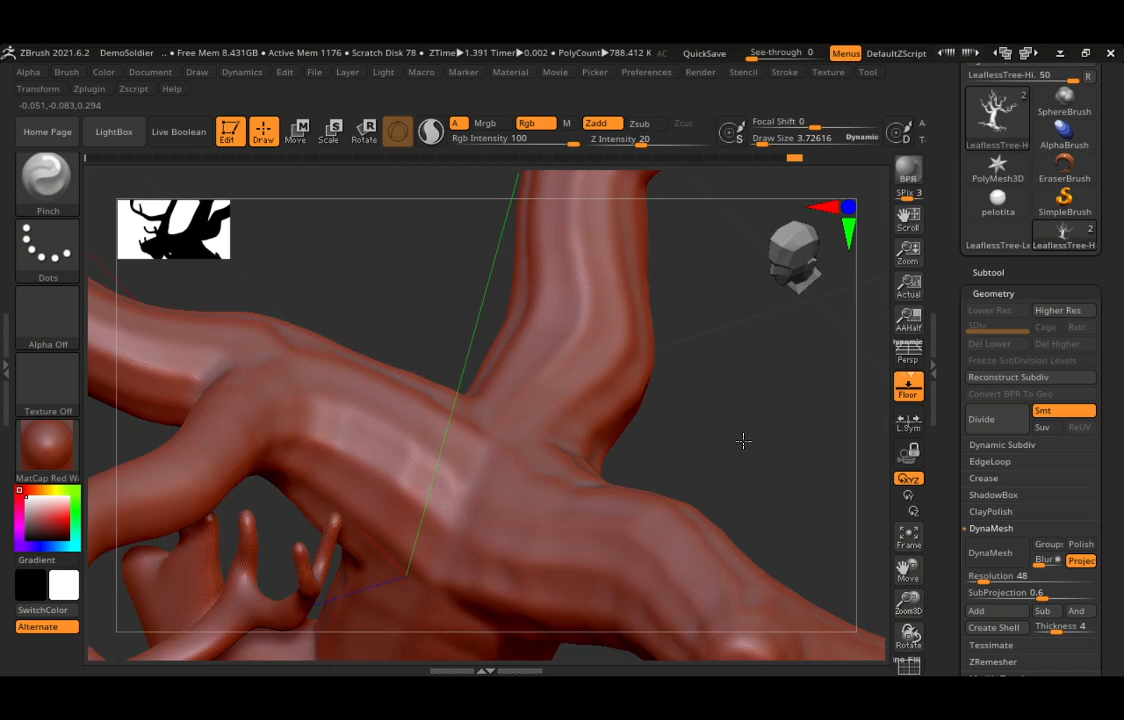 ZBrush 2021.6.2 DemoSoldier .. • Free Mem 8.431GB • Active Mem 1176 • Scratch Disk 78 • ZTime▶1.391 Timer▶0.002 • PolyCount▶788.412 K AC QuickSave See-through 0 Menus DefaultZScript
Alpha Brush Color Document Draw Dynamics Edit File Layer Light Macro Marker Material Movie Picker Preferences Render Stencil Stroke Texture Tool
Transform Zplugin Zscript Help
-0.051,-0.083,0.294
Home Page LightBox Live Boolean Edit Draw Move Scale Rotate
A Mrgb Rgb M Zadd Zsub Zcut
Rgb Intensity 100 Z Intensity 20
Focal Shift 0
Draw Size 3.72616 Dynamic
S
D
Pinch
Dots
Alpha Off
Texture Off
MatCap Red Wa
Gradient
SwitchColor
Alternate
BPR
SPix 3
Scroll
Zoom
Actual
AAHalf
Dynamic
Persp
Floor
L.Sym
XYZ
Y
Z
Frame
Move
Zoom3D
Rotate
LeaflessTree-Hi. 50 R
2
LeaflessTree-H
SphereBrush
AlphaBrush
PolyMesh3D
EraserBrush
pelotita
SimpleBrush
2
LeaflessTree-Le LeaflessTree-H
Subtool
Geometry
Lower Res Higher Res
SDiv Cage Rstr
Del Lower Del Higher
Freeze SubDivision Levels
Reconstruct Subdiv
Convert BPR To Geo
Divide Smt
Suv ReUV
Dynamic Subdiv
EdgeLoop
Crease
ShadowBox
ClayPolish
DynaMesh
DynaMesh Groups Polish
Blur Projec
Resolution 48
SubProjection 0.6
Add Sub And
Create Shell Thickness 4
Tessimate
ZRemesher